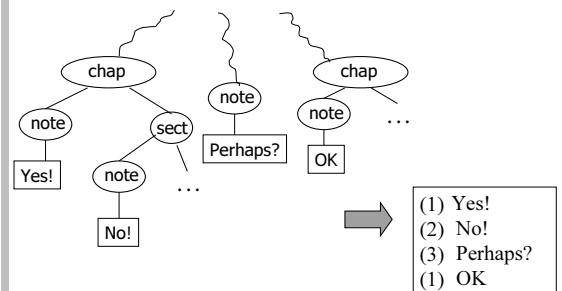 chap
chap
note
note
note
sect
...
Perhaps?
OK
Yes!
note
...
No!
(1) Yes!
(2) No!
(3) Perhaps?
(1) OK